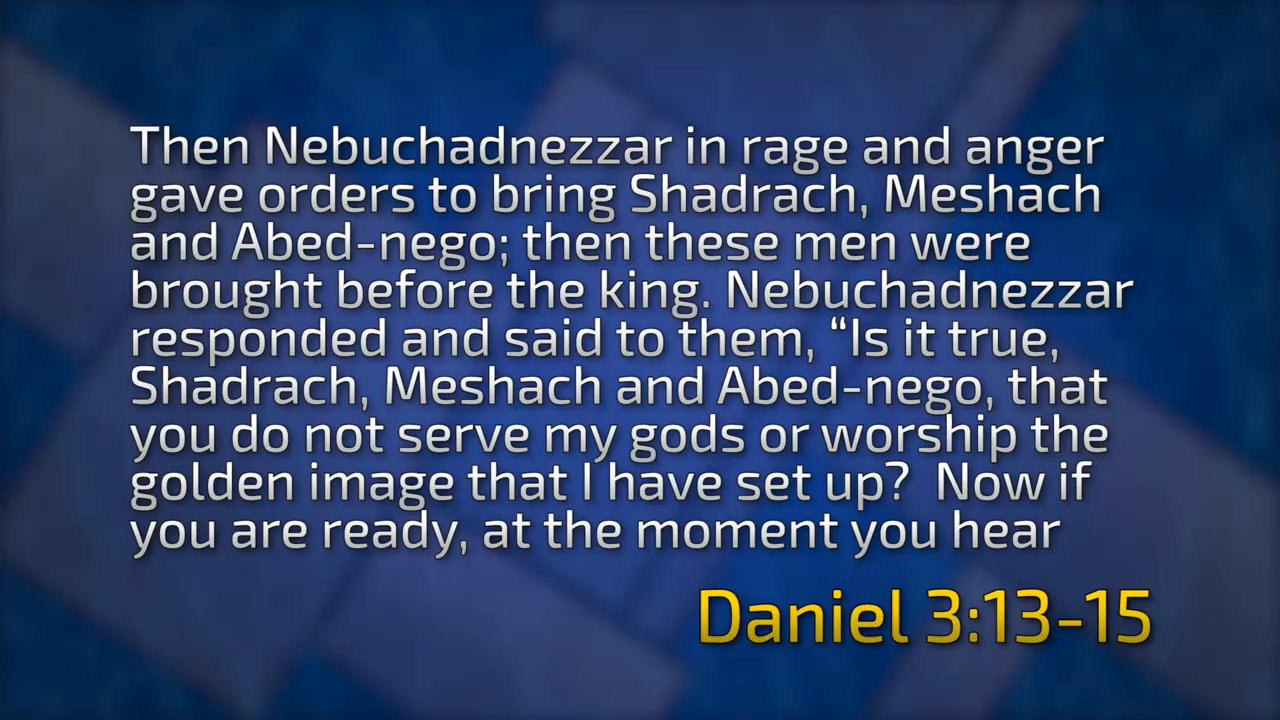 Then Nebuchadnezzar in rage and anger
gave orders to bring Shadrach, Meshach
and Abed-nego; then these men were
brought before the king. Nebuchadnezzar
responded and said to them, “Is it true,
Shadrach, Meshach and Abed-nego, that
you do not serve my gods or worship the
golden image that I have set up?  Now if
you are ready, at the moment you hear
Daniel 3:13-15